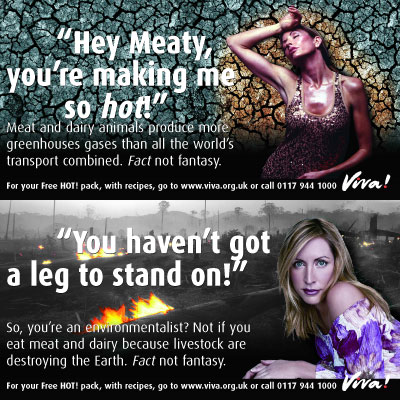 “Hey Meaty,
you’re making me
so hot!”
Meat and dairy animals produce more
greenhouses gases than all the world’s
transport combined. Fact not fantasy.
For your Free HOT! pack, with recipes, go to www.viva.org.uk or call 0117 944 1000 Viva!
“You haven’t got
a leg to stand on!”
So, you’re an environmentalist? Not if you
eat meat and dairy because livestock are
destroying the Earth. Fact not fantasy.
For your Free HOT! pack, with recipes, go to www.viva.org.uk or call 0117 944 1000 Viva!